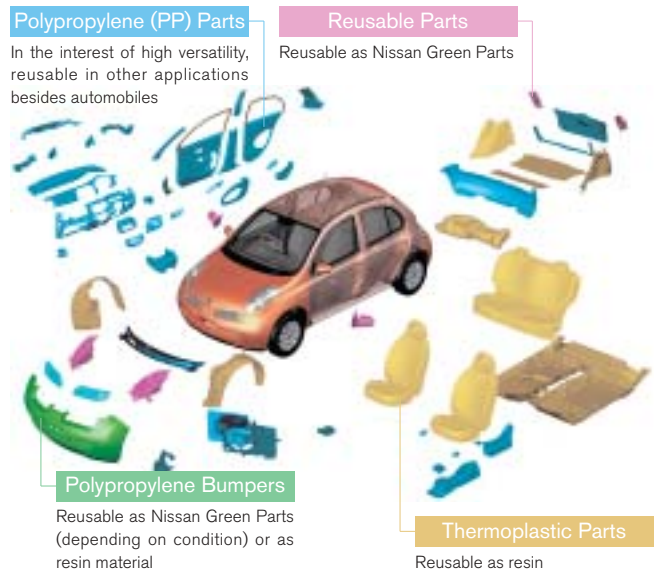 Polypropylene (PP) Parts
In the interest of high versatility,
reusable in other applications
besides automobiles
Reusable Parts
Reusable as Nissan Green Parts
Polypropylene Bumpers
Reusable as Nissan Green Parts
(depending on condition) or as
resin material
Thermoplastic Parts
Reusable as resin